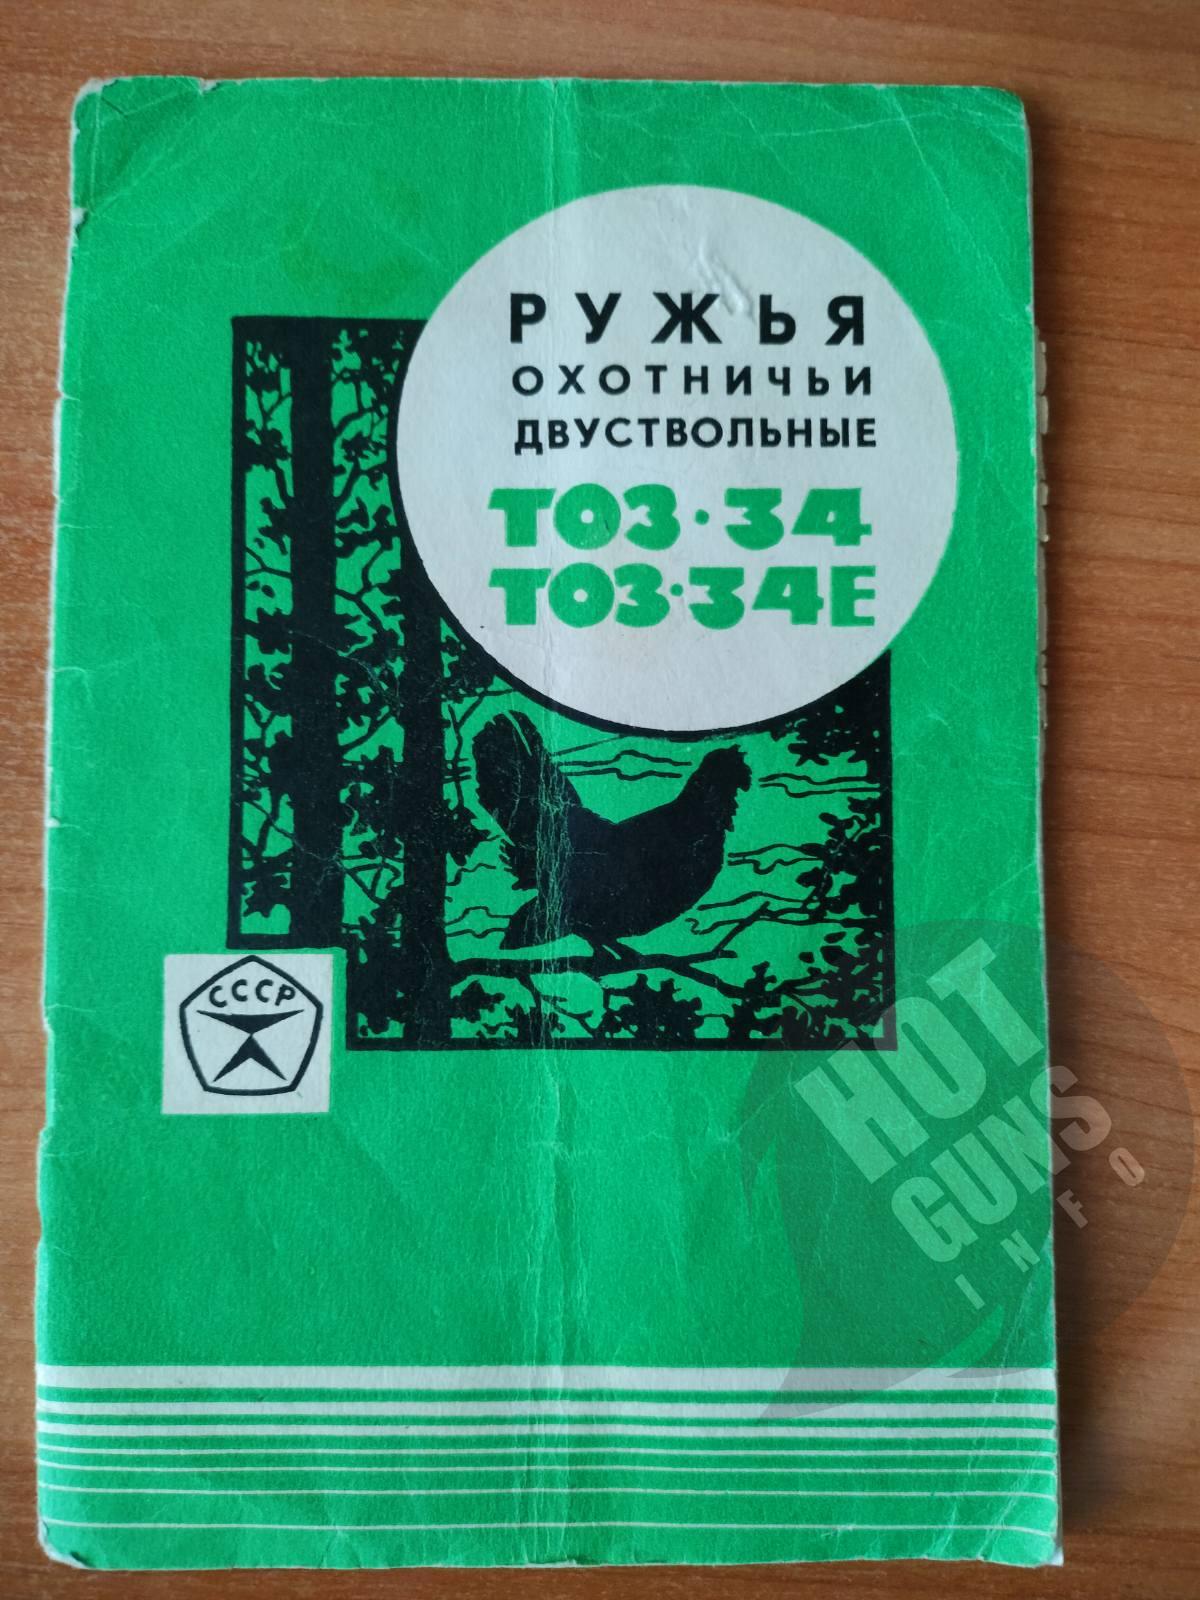 РУЖЬЯ
ОХОТНИЧЬИ
ДВУСТВОЛЬНЫЕ
ТОЗ·34
ТОЗ·34Е
СССР
HOT
GUNS
INFO